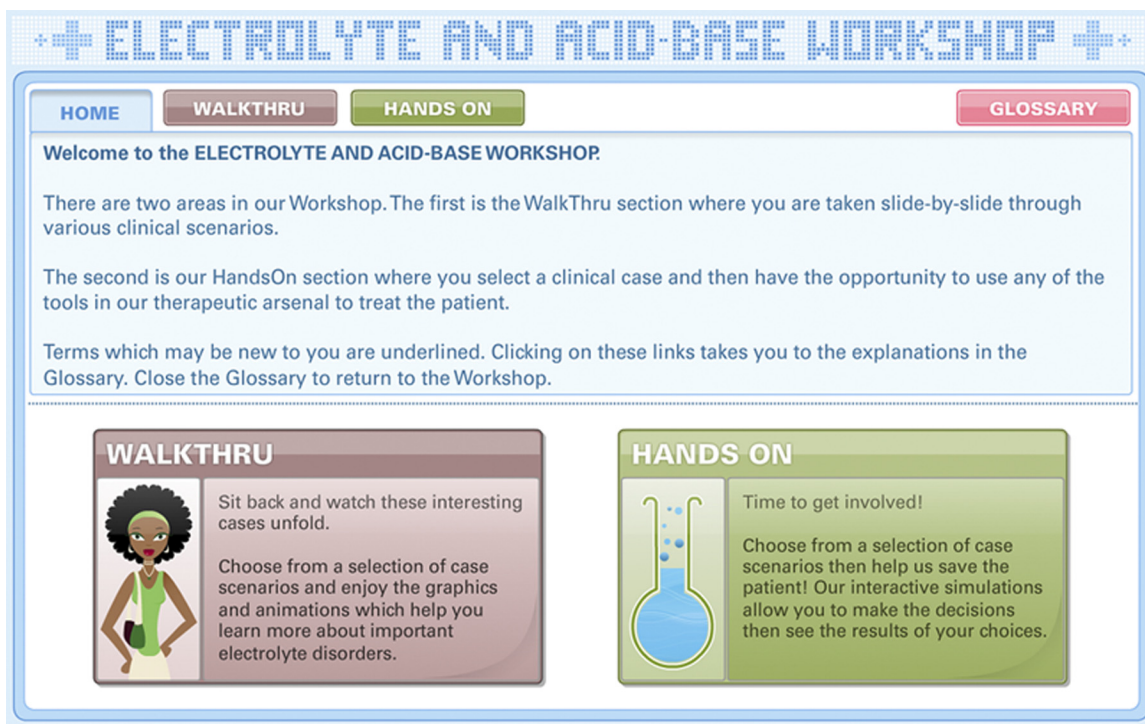 ELECTROLYTE AND ACID-BASE WORKSHOP
HOME
WALKTHRU
HANDS ON
GLOSSARY
Welcome to the ELECTROLYTE AND ACID-BASE WORKSHOP.
There are two areas in our Workshop. The first is the WalkThru section where you are taken slide-by-slide through
various clinical scenarios.
The second is our HandsOn section where you select a clinical case and then have the opportunity to use any of the
tools in our therapeutic arsenal to treat the patient.
Terms which may be new to you are underlined. Clicking on these links takes you to the explanations in the
Glossary. Close the Glossary to return to the Workshop.
WALKTHRU
Sit back and watch these interesting
cases unfold.
Choose from a selection of case
scenarios and enjoy the graphics
and animations which help you
learn more about important
electrolyte disorders.
HANDS ON
Time to get involved!
Choose from a selection of case
scenarios then help us save the
patient! Our interactive simulations
allow you to make the decisions
then see the results of your choices.